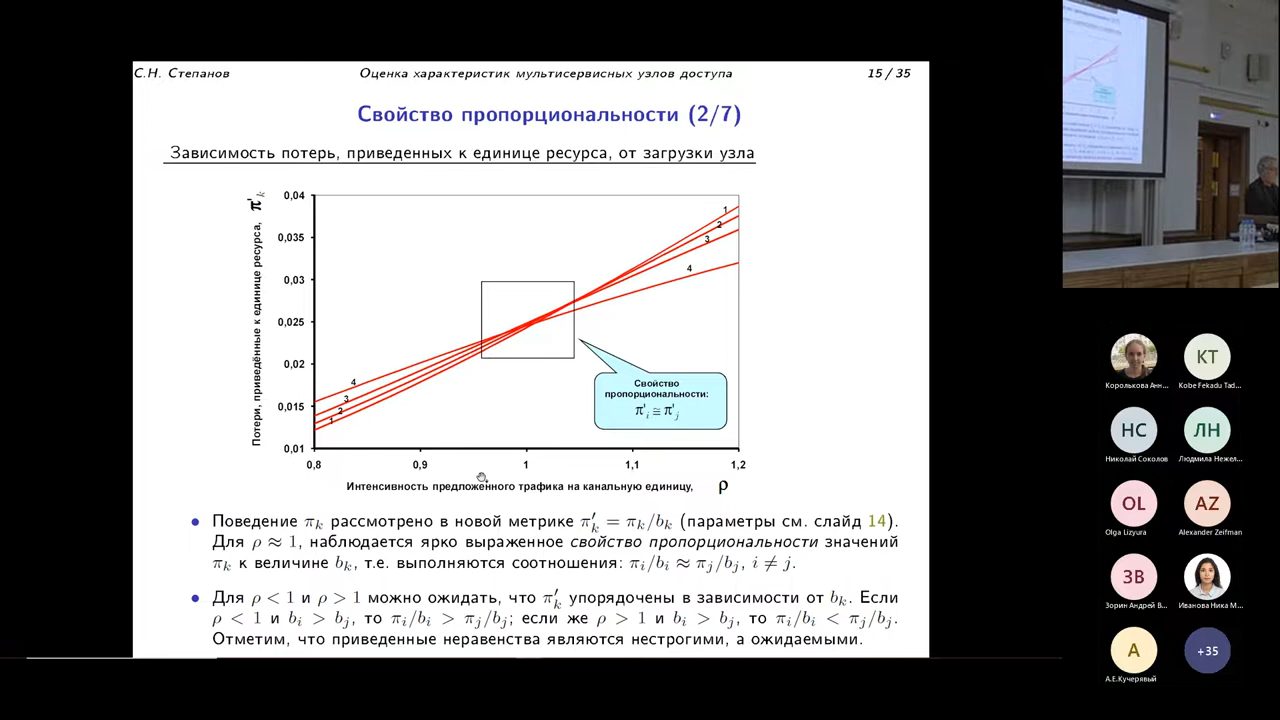 С.Н. Степанов
Оценка характеристик мультисервисных узлов доступа
15 / 35
Свойство пропорциональности (2/7)
Зависимость потерь, приведенных к единице ресурса, от загрузки узла
Потери, приведённые к единице ресурса, π'k
0,04
0,035
0,03
0,025
0,02
0,015
0,01
1
2
3
4
4
3
2
1
Свойство
пропорциональности:
π'i ≅ π'j
0,8
0,9
1
1,1
1,2
Интенсивность предложенного трафика на канальную единицу, ρ
• Поведение πk рассмотрено в новой метрике π′k = πk/bk (параметры см. слайд 14).
Для ρ ≈ 1, наблюдается ярко выраженное свойство пропорциональности значений
πk к величине bk, т.е. выполняются соотношения: πi/bi ≈ πj/bj, i ≠ j.
• Для ρ < 1 и ρ > 1 можно ожидать, что π′k упорядочены в зависимости от bk. Если
ρ < 1 и bi > bj, то πi/bi > πj/bj; если же ρ > 1 и bi > bj, то πi/bi < πj/bj.
Отметим, что приведенные неравенства являются нестрогими, а ожидаемыми.
Королькова Анн...
KT
Kobe Fekadu Tad...
НС
Николай Соколов
ЛН
Людмила Нежел...
OL
Olga Lizyura
AZ
Alexander Zeifman
ЗВ
Зорин Андрей В...
Иванова Ника М...
А
А.Е.Кучерявый
+35